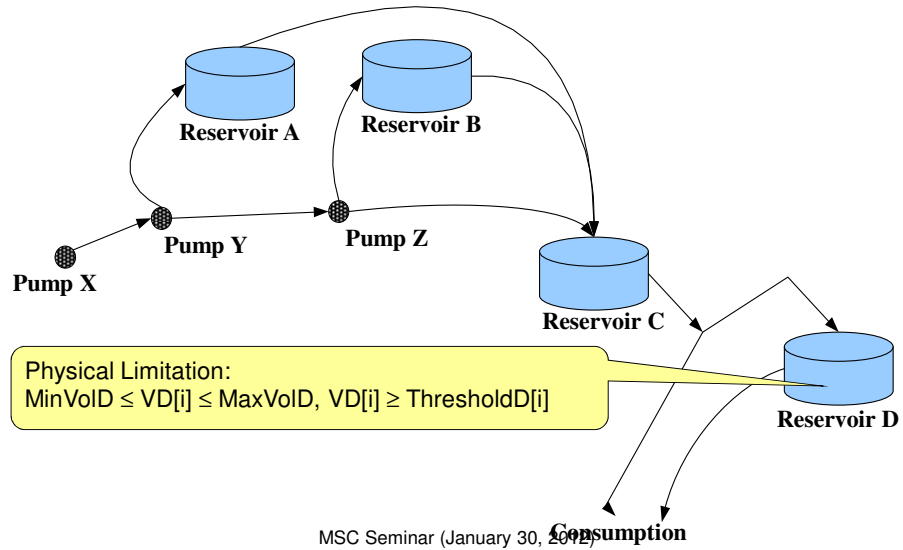 Reservoir A
Reservoir B
Pump Y
Pump Z
Pump X
Reservoir C
Physical Limitation:
MinVolD ≤ VD[i] ≤ MaxVolD, VD[i] ≥ ThresholdD[i]
Reservoir D
Consumption
MSC Seminar (January 30, 2012)